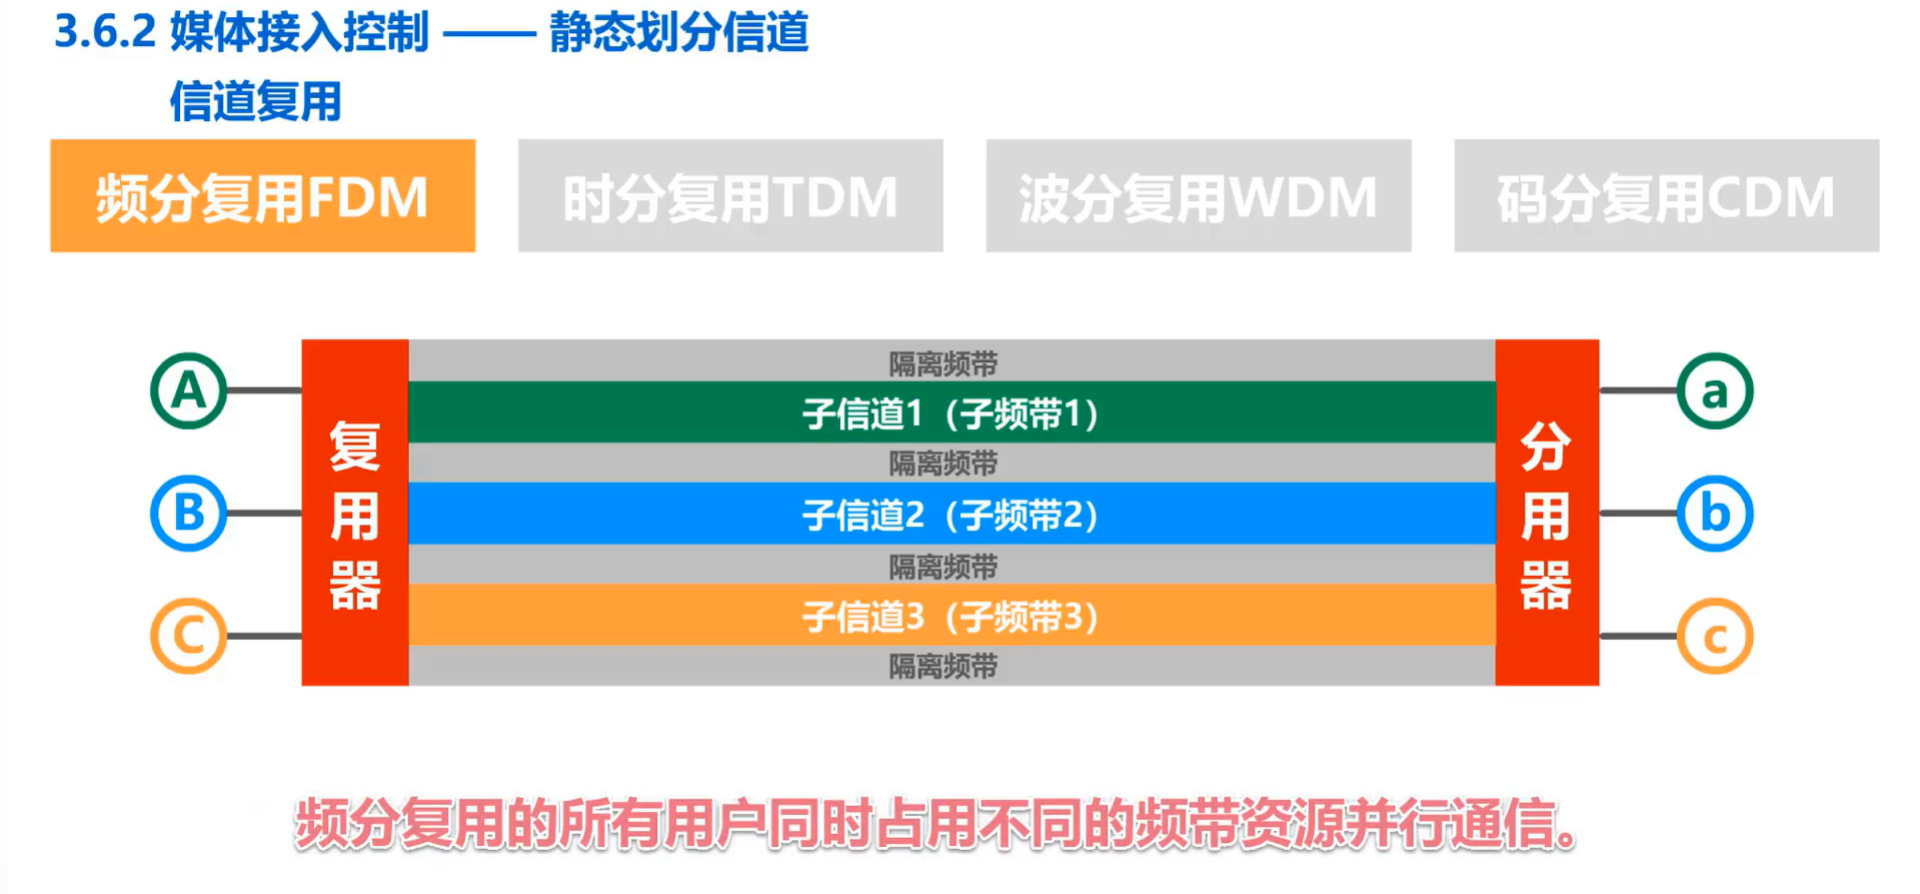 3.6.2 媒体接入控制 —— 静态划分信道
信道复用
频分复用FDM
时分复用TDM
波分复用WDM
码分复用CDM
A
B
C
复用器
隔离频带
子信道1（子频带1）
隔离频带
子信道2（子频带2）
隔离频带
子信道3（子频带3）
隔离频带
分用器
a
b
c
频分复用的所有用户同时占用不同的频带资源并行通信。